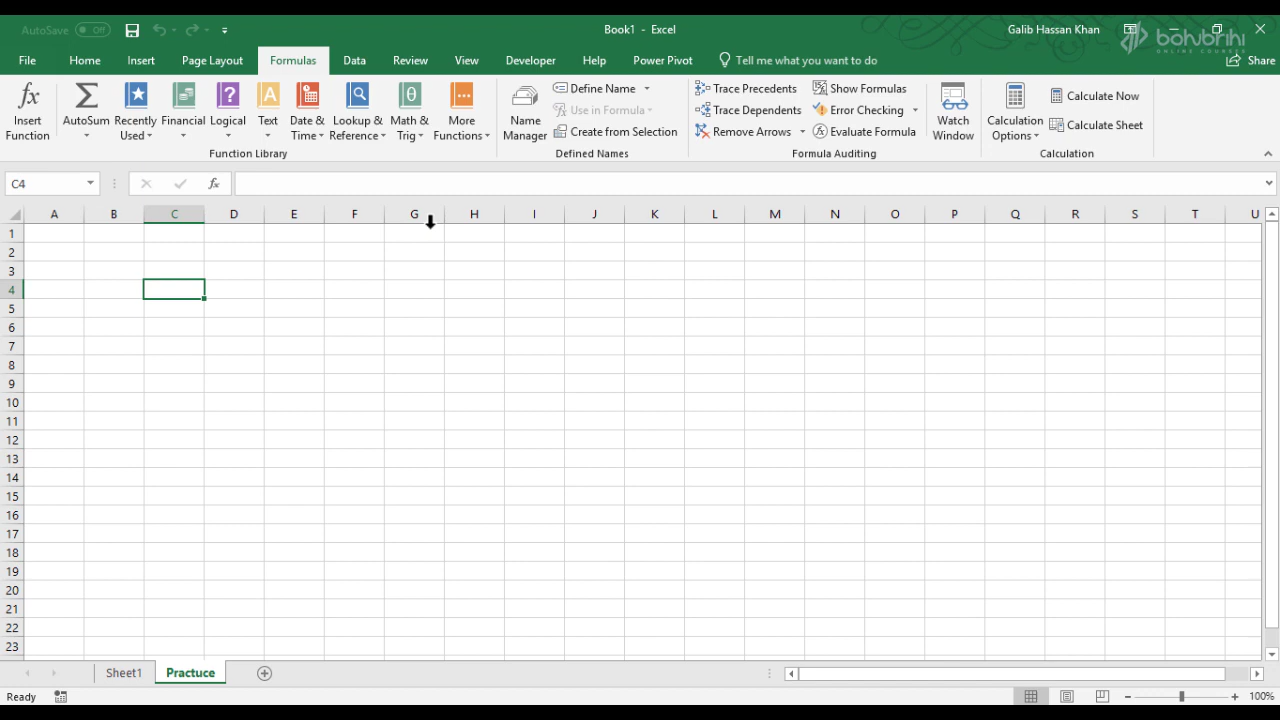 AutoSave Off
Book1 - Excel
Galib Hassan Khan
bohubrihi
ONLINE COURSES
File Home Insert Page Layout Formulas Data Review View Developer Help Power Pivot Tell me what you want to do Share
fx Insert Function
AutoSum
Recently Used
Financial
Logical
Text
Date & Time
Lookup & Reference
Math & Trig
More Functions
Function Library
Name Manager
Define Name
Use in Formula
Create from Selection
Defined Names
Trace Precedents
Trace Dependents
Remove Arrows
Show Formulas
Error Checking
Evaluate Formula
Formula Auditing
Watch Window
Calculation Options
Calculate Now
Calculate Sheet
Calculation
C4 fx
A B C D E F G H I J K L M N O P Q R S T U
1
2
3
4
5
6
7
8
9
10
11
12
13
14
15
16
17
18
19
20
21
22
23
Sheet1 Practuce
Ready 100%